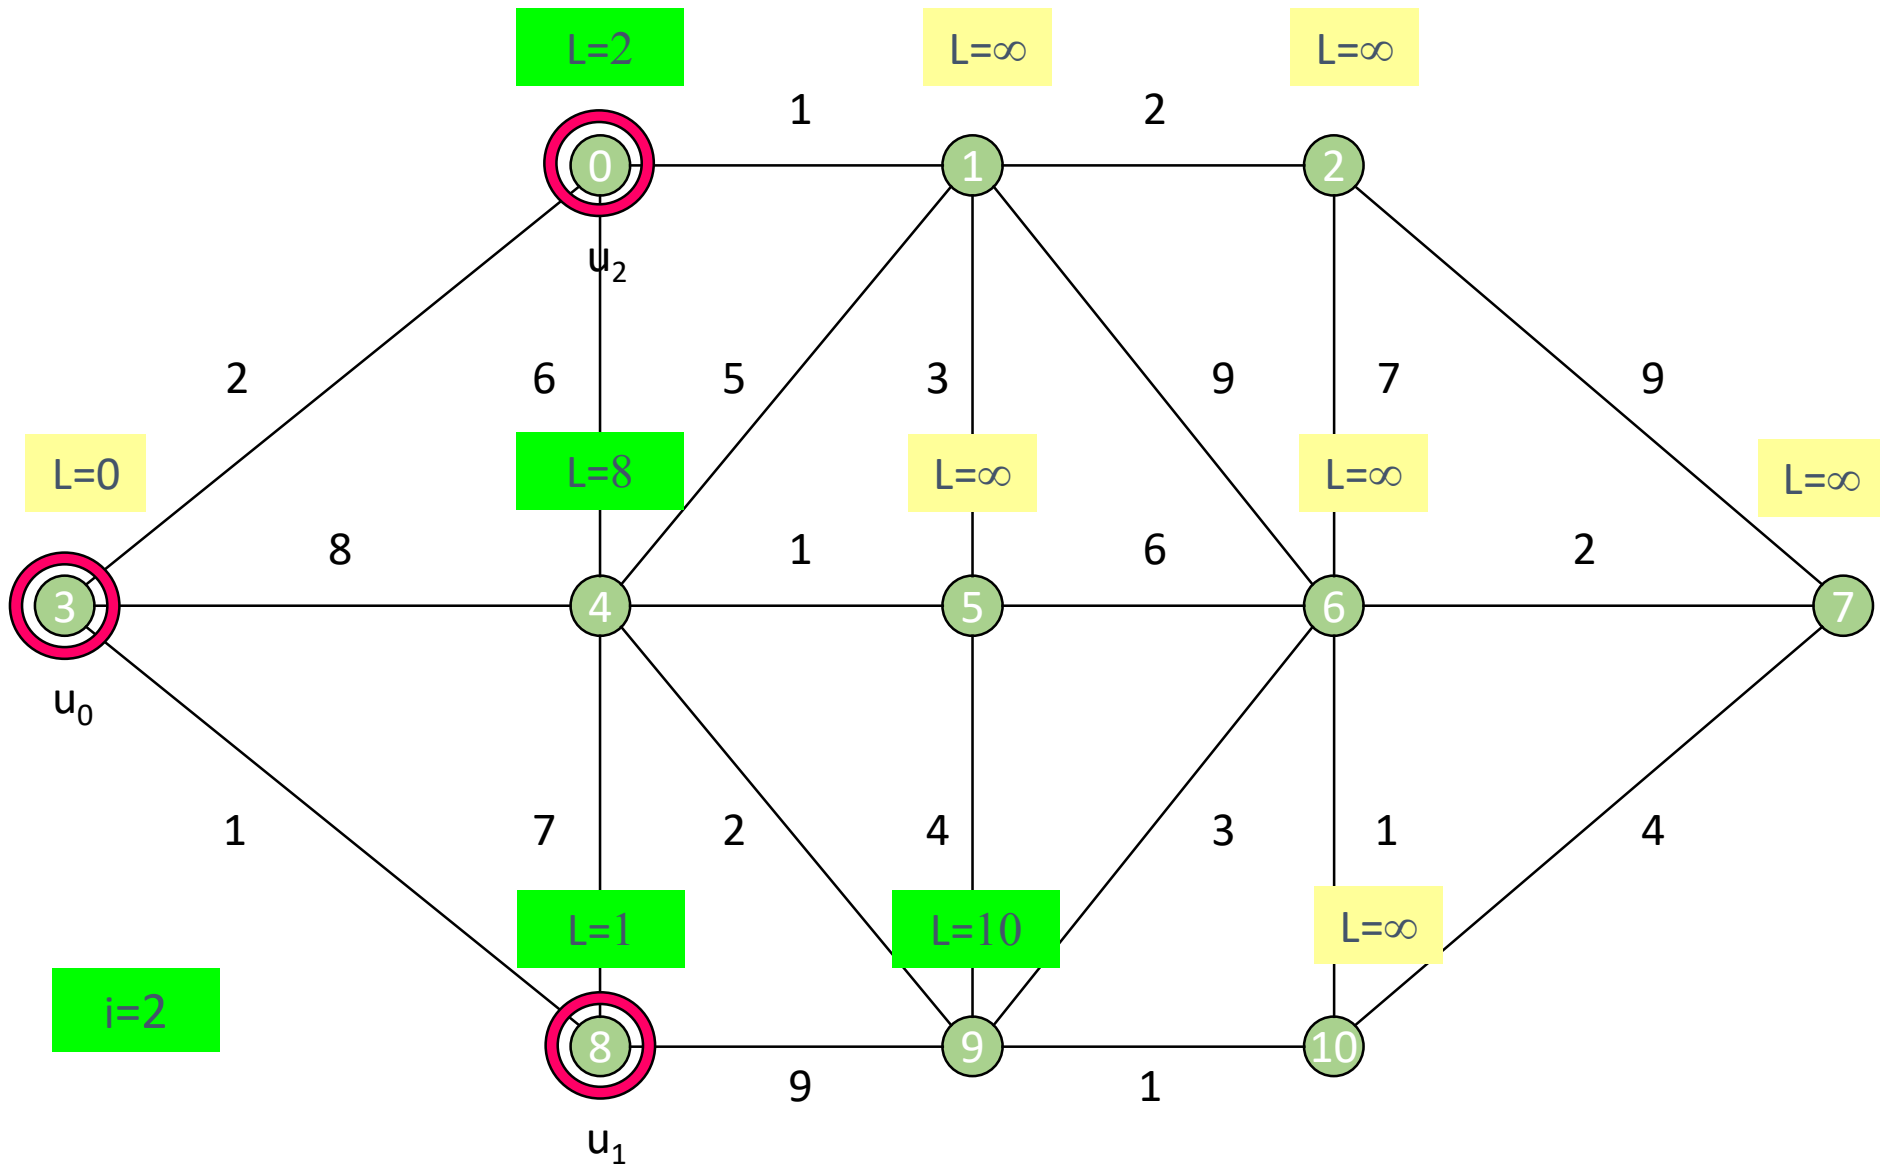 L=2 L=∞ L=∞
1 2
0 1 2
u2
2 6 5 3 9 7 9
L=0 L=8 L=∞ L=∞ L=∞
8 1 6 2
3 4 5 6 7
u0
1 7 2 4 3 1 4
L=1 L=10 L=∞
i=2
8 9 10
9 1
u1